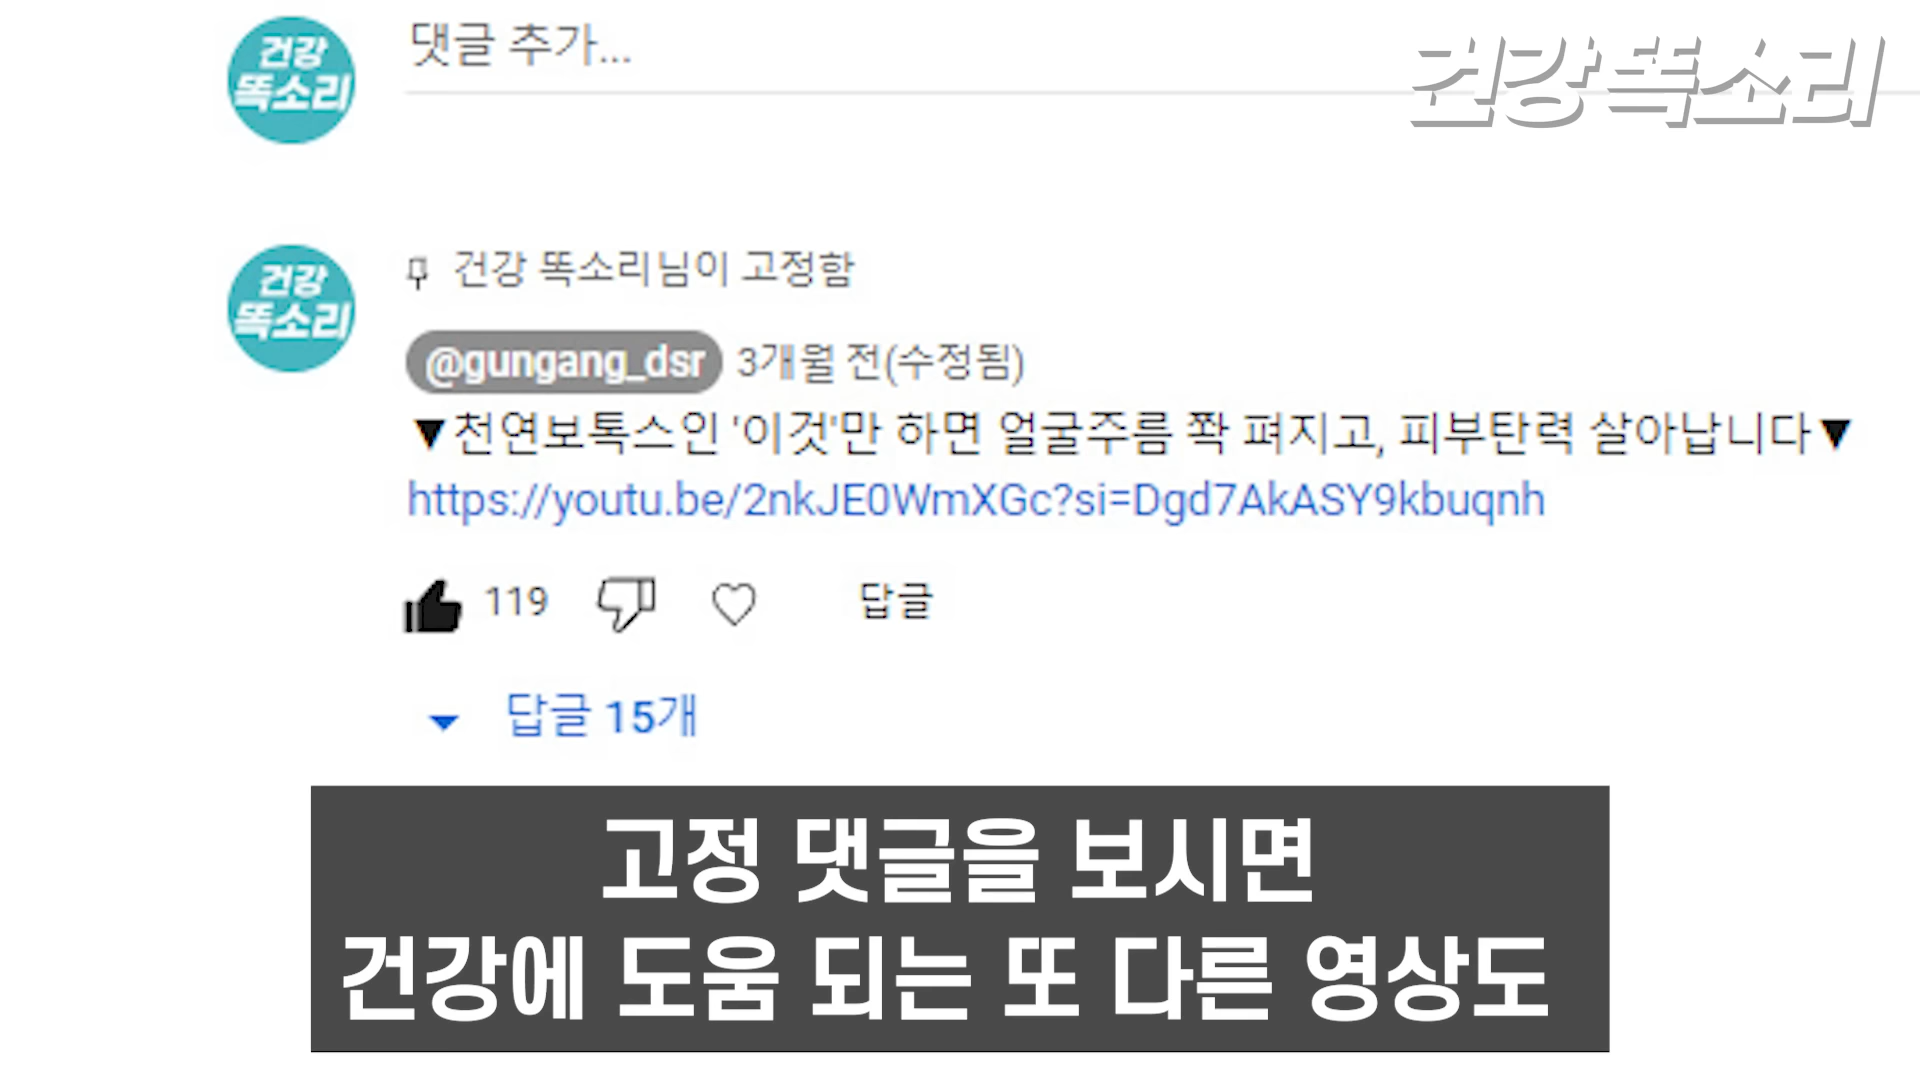 건강
똑소리
댓글 추가...
건강 똑소리
건강
똑소리
건강 똑소리님이 고정함
@gungang_dsr 3개월 전(수정됨)
▼천연보톡스인 '이것'만 하면 얼굴주름 쫙 펴지고, 피부탄력 살아납니다▼
https://youtu.be/2nkJE0WmXGc?si=Dgd7AkASY9kbuqnh
119 답글
답글 15개
고정 댓글을 보시면
건강에 도움 되는 또 다른 영상도